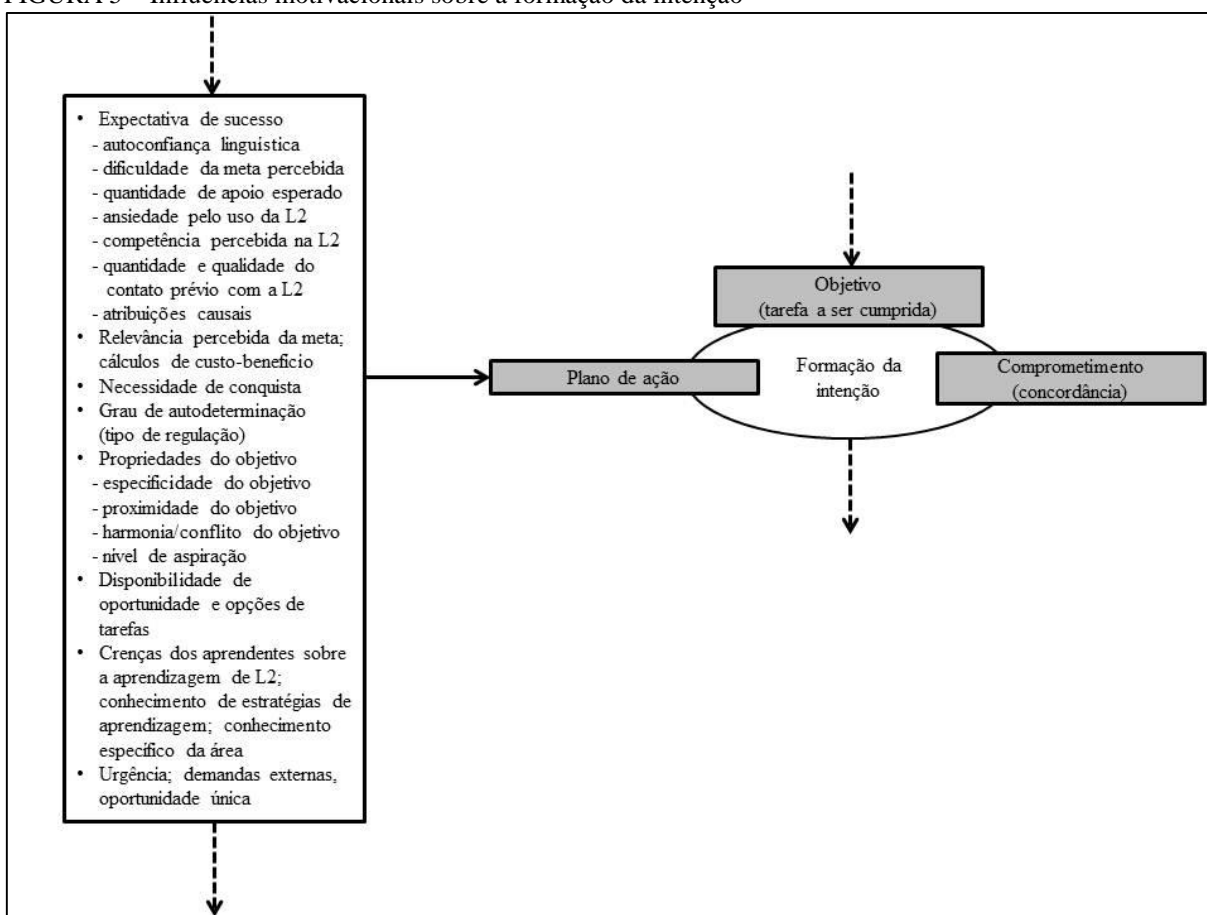 FIGURA 5 – Influências motivacionais sobre a formação da intenção
• Expectativa de sucesso
- autoconfiança linguística
- dificuldade da meta percebida
- quantidade de apoio esperado
- ansiedade pelo uso da L2
- competência percebida na L2
- quantidade e qualidade do
contato prévio com a L2
- atribuições causais
• Relevância percebida da meta;
cálculos de custo-benefício
• Necessidade de conquista
• Grau de autodeterminação
(tipo de regulação)
• Propriedades do objetivo
- especificidade do objetivo
- proximidade do objetivo
- harmonia/conflito do objetivo
- nível de aspiração
• Disponibilidade de
oportunidade e opções de
tarefas
• Crenças dos aprendentes sobre
a aprendizagem de L2;
conhecimento de estratégias de
aprendizagem; conhecimento
específico da área
• Urgência; demandas externas,
oportunidade única
Objetivo
(tarefa a ser cumprida)
Plano de ação
Formação da
intenção
Comprometimento
(concordância)